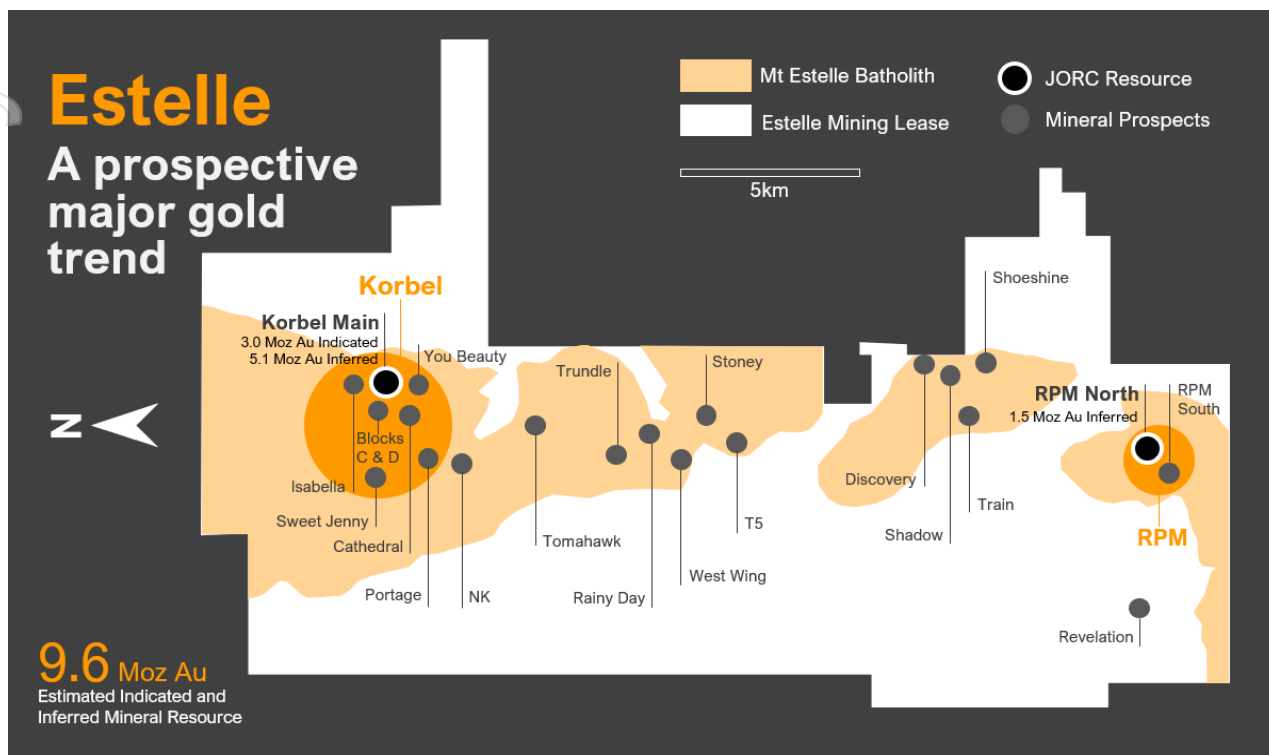 Estelle
A prospective
major gold
trend
Mt Estelle Batholith
Estelle Mining Lease
JORC Resource
Mineral Prospects
5km
Korbel
Korbel Main
3.0 Moz Au Indicated
5.1 Moz Au Inferred
You Beauty
Trundle
Stoney
Shoeshine
RPM North
1.5 Moz Au Inferred
RPM
South
N
Blocks
C & D
Isabella
Sweet Jenny
Cathedral
Portage
NK
Tomahawk
Rainy Day
West Wing
T5
Discovery
Shadow
Train
RPM
Revelation
9.6 Moz Au
Estimated Indicated and
Inferred Mineral Resource